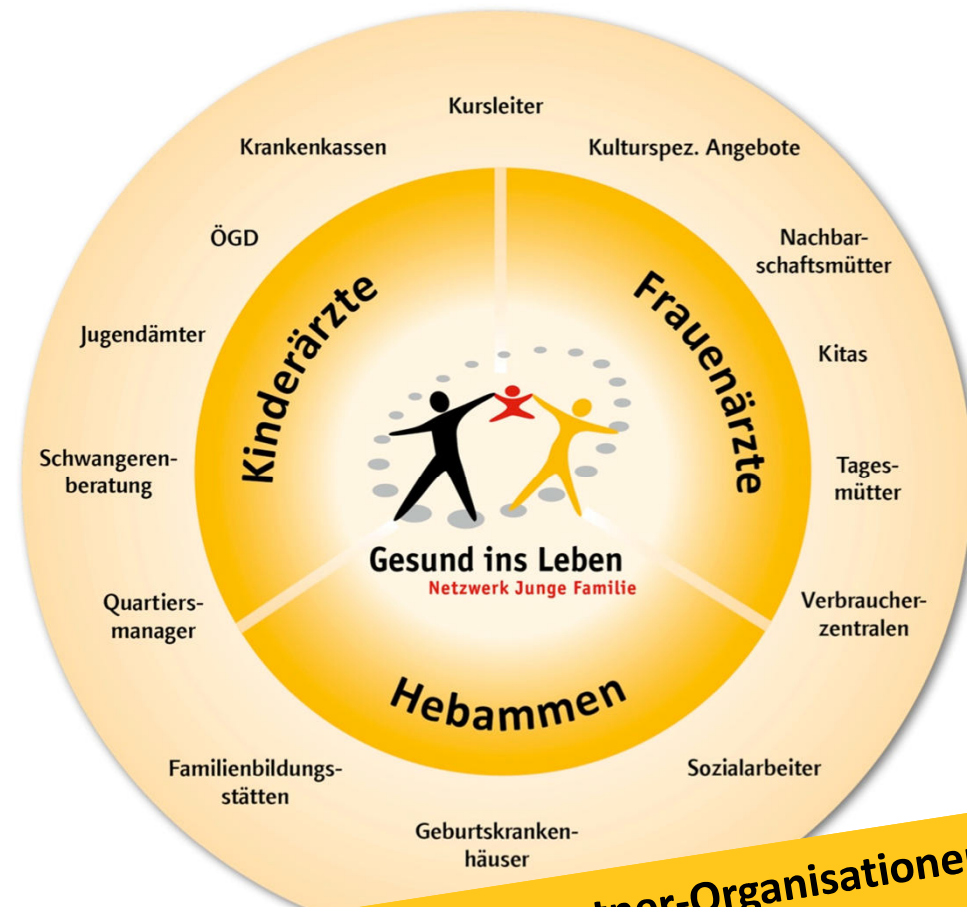 Kursleiter
Krankenkassen
Kulturspez. Angebote
ÖGD
Nachbar-
schaftsmütter
Jugendämter
Kitas
Kinderärzte
Frauenärzte
Schwangeren-
beratung
Tages-
mütter
Gesund ins Leben
Netzwerk Junge Familie
Quartiers-
manager
Verbraucher-
zentralen
Hebammen
Familienbildungs-
stätten
Sozialarbeiter
Geburtskranken-
häuser